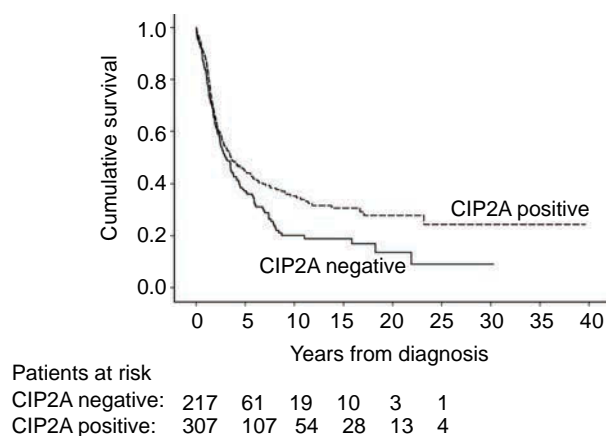 Cumulative survival
1.0
0.8
0.6
0.4
0.2
0.0
CIP2A positive
CIP2A negative
0 5 10 15 20 25 30 35 40
Years from diagnosis
Patients at risk
CIP2A negative: 217 61 19 10 3 1
CIP2A positive: 307 107 54 28 13 4